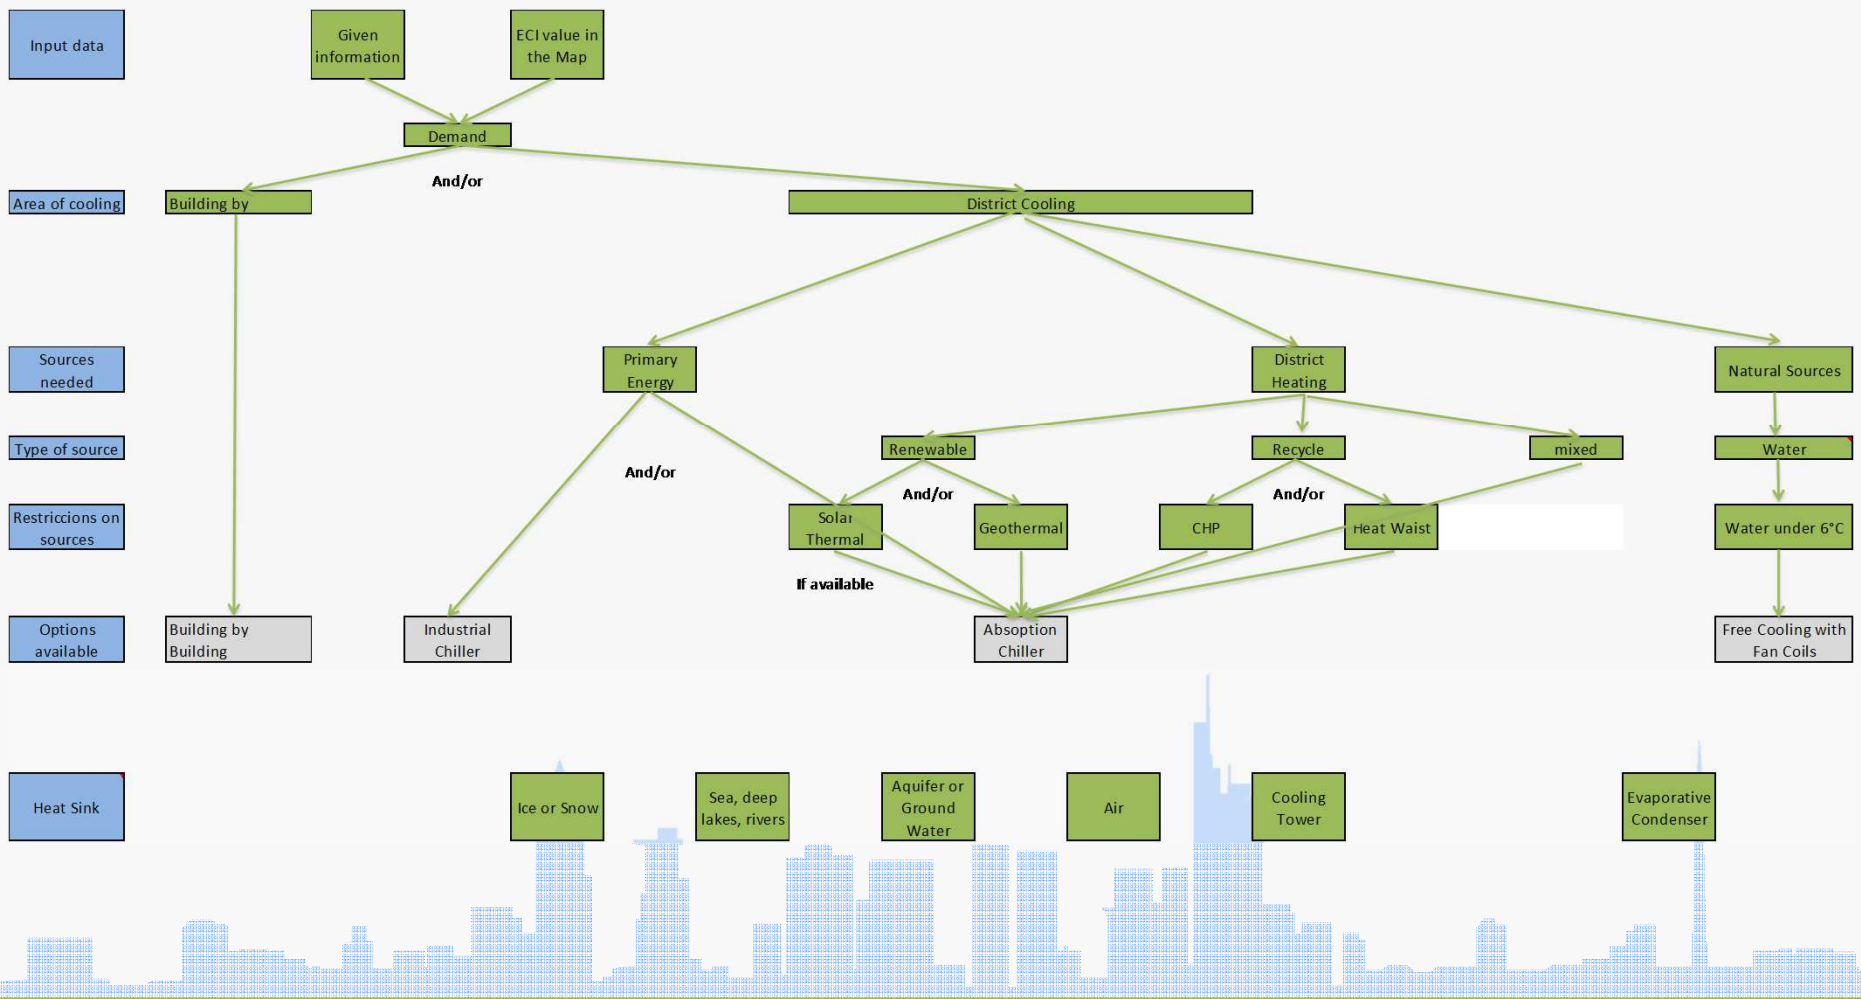 Input data
Given
information
ECI value in
the Map
Demand
And/or
Area of cooling
Building by
District Cooling
Sources
needed
Primary
Energy
District
Heating
Natural Sources
Type of source
Renewable
Recycle
mixed
Water
And/or
And/or
And/or
Restriccions on
sources
Solar
Thermal
Geothermal
CHP
Heat Waist
Water under 6°C
If available
Options
available
Building by
Building
Industrial
Chiller
Absoption
Chiller
Free Cooling with
Fan Coils
Heat Sink
Ice or Snow
Sea, deep
lakes, rivers
Aquifer or
Ground
Water
Air
Cooling
Tower
Evaporative
Condenser